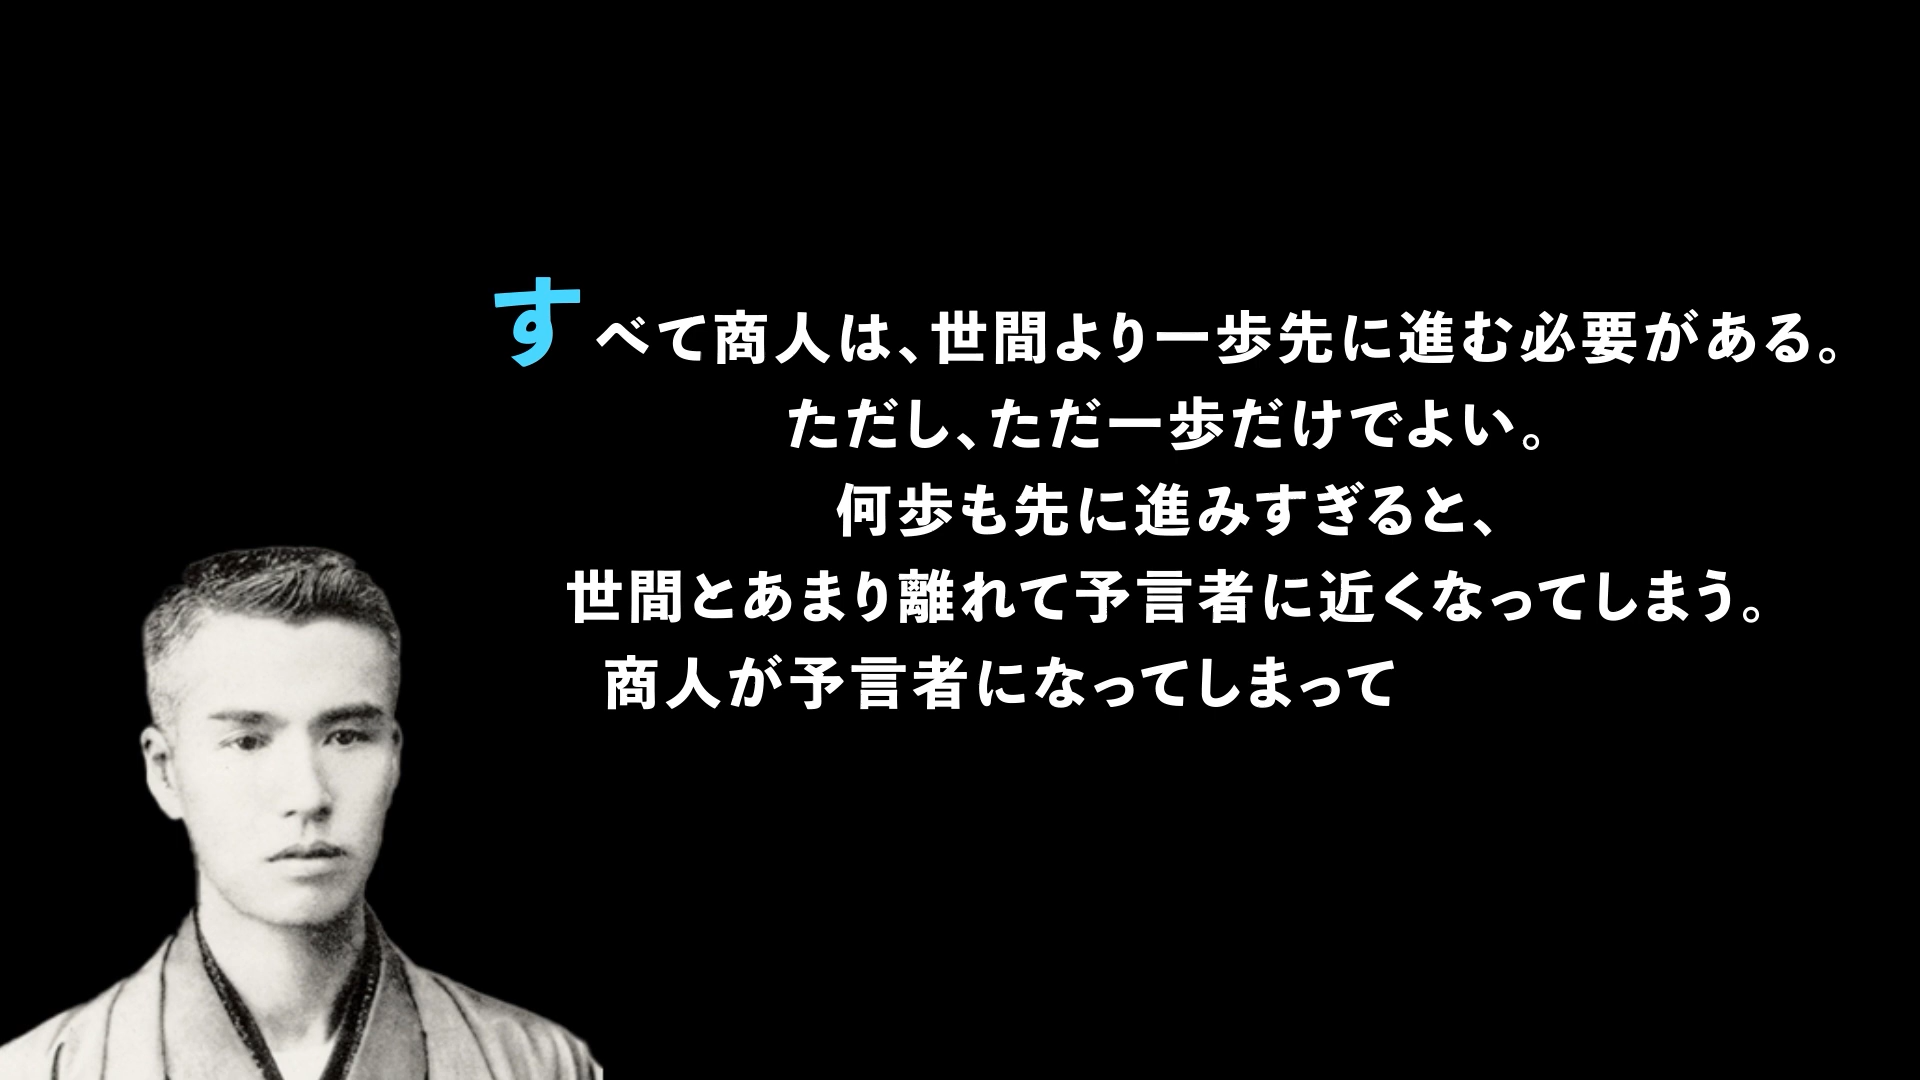 すべて商人は、世間より一歩先に進む必要がある。
ただし、ただ一歩だけでよい。
何歩も先に進みすぎると、
世間とあまり離れて予言者に近くなってしまう。
商人が予言者になってしまって